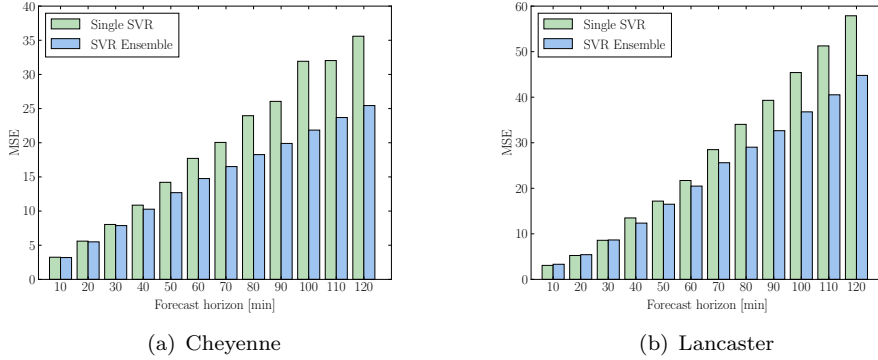 40
35
30
25
20
15
10
5
0
MSE
Single SVR
SVR Ensemble
10 20 30 40 50 60 70 80 90 100 110 120
Forecast horizon [min]
(a) Cheyenne
60
50
40
30
20
10
0
MSE
Single SVR
SVR Ensemble
10 20 30 40 50 60 70 80 90 100 110 120
Forecast horizon [min]
(b) Lancaster